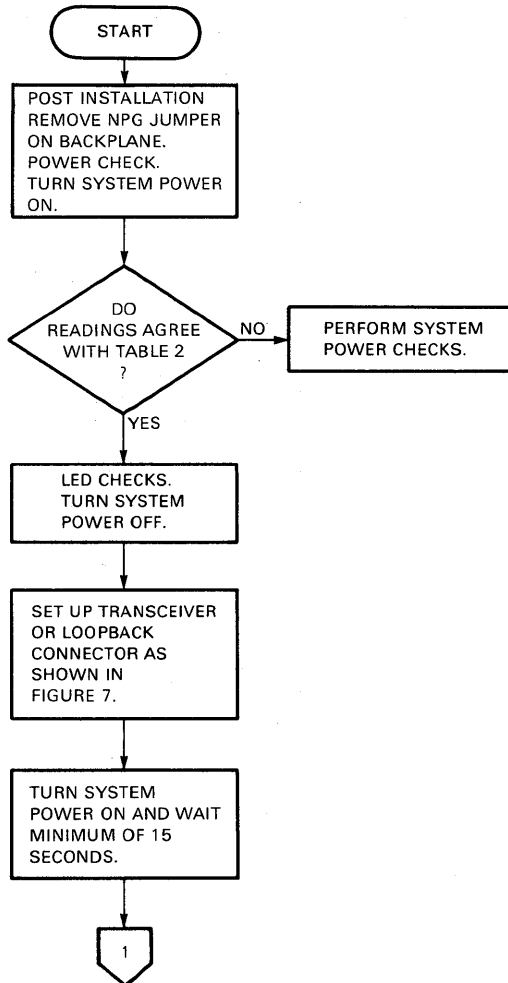 START
POST INSTALLATION
REMOVE NPG JUMPER
ON BACKPLANE.
POWER CHECK.
TURN SYSTEM POWER
ON.
DO
READINGS AGREE
WITH TABLE 2
?
NO
PERFORM SYSTEM
POWER CHECKS.
YES
LED CHECKS.
TURN SYSTEM
POWER OFF.
SET UP TRANSCEIVER
OR LOOPBACK
CONNECTOR AS
SHOWN IN
FIGURE 7.
TURN SYSTEM
POWER ON AND WAIT
MINIMUM OF 15
SECONDS.
1